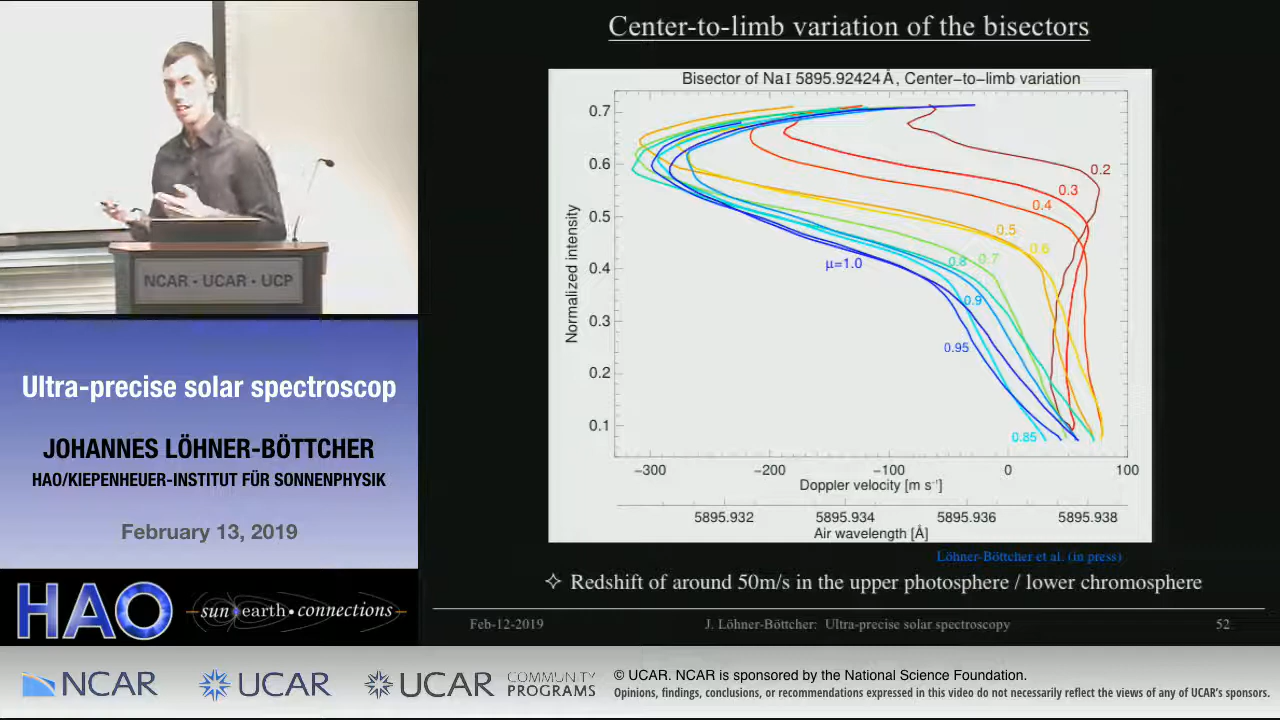 Center-to-limb variation of the bisectors
Bisector of Na I 5895.92424 Å, Center-to-limb variation
Normalized intensity
0.7
0.6
0.5
0.4
0.3
0.2
0.1
0.2
0.3
0.4
0.5
0.6
0.7
0.8
μ=1.0
0.9
0.95
0.85
−300
−200
−100
0
100
Doppler velocity [m s⁻¹]
5895.932
5895.934
5895.936
5895.938
Air wavelength [Å]
Löhner-Böttcher et al. (in press)
✧ Redshift of around 50m/s in the upper photosphere / lower chromosphere
Feb-12-2019
J. Löhner-Böttcher: Ultra-precise solar spectroscopy
52
NCAR • UCAR • UCP
Ultra-precise solar spectroscop
JOHANNES LÖHNER-BÖTTCHER
HAO/KIEPENHEUER-INSTITUT FÜR SONNENPHYSIK
February 13, 2019
HAO
sun•earth•connections
NCAR
UCAR
UCAR
COMMUNITY
PROGRAMS
© UCAR. NCAR is sponsored by the National Science Foundation.
Opinions, findings, conclusions, or recommendations expressed in this video do not necessarily reflect the views of any of UCAR's sponsors.